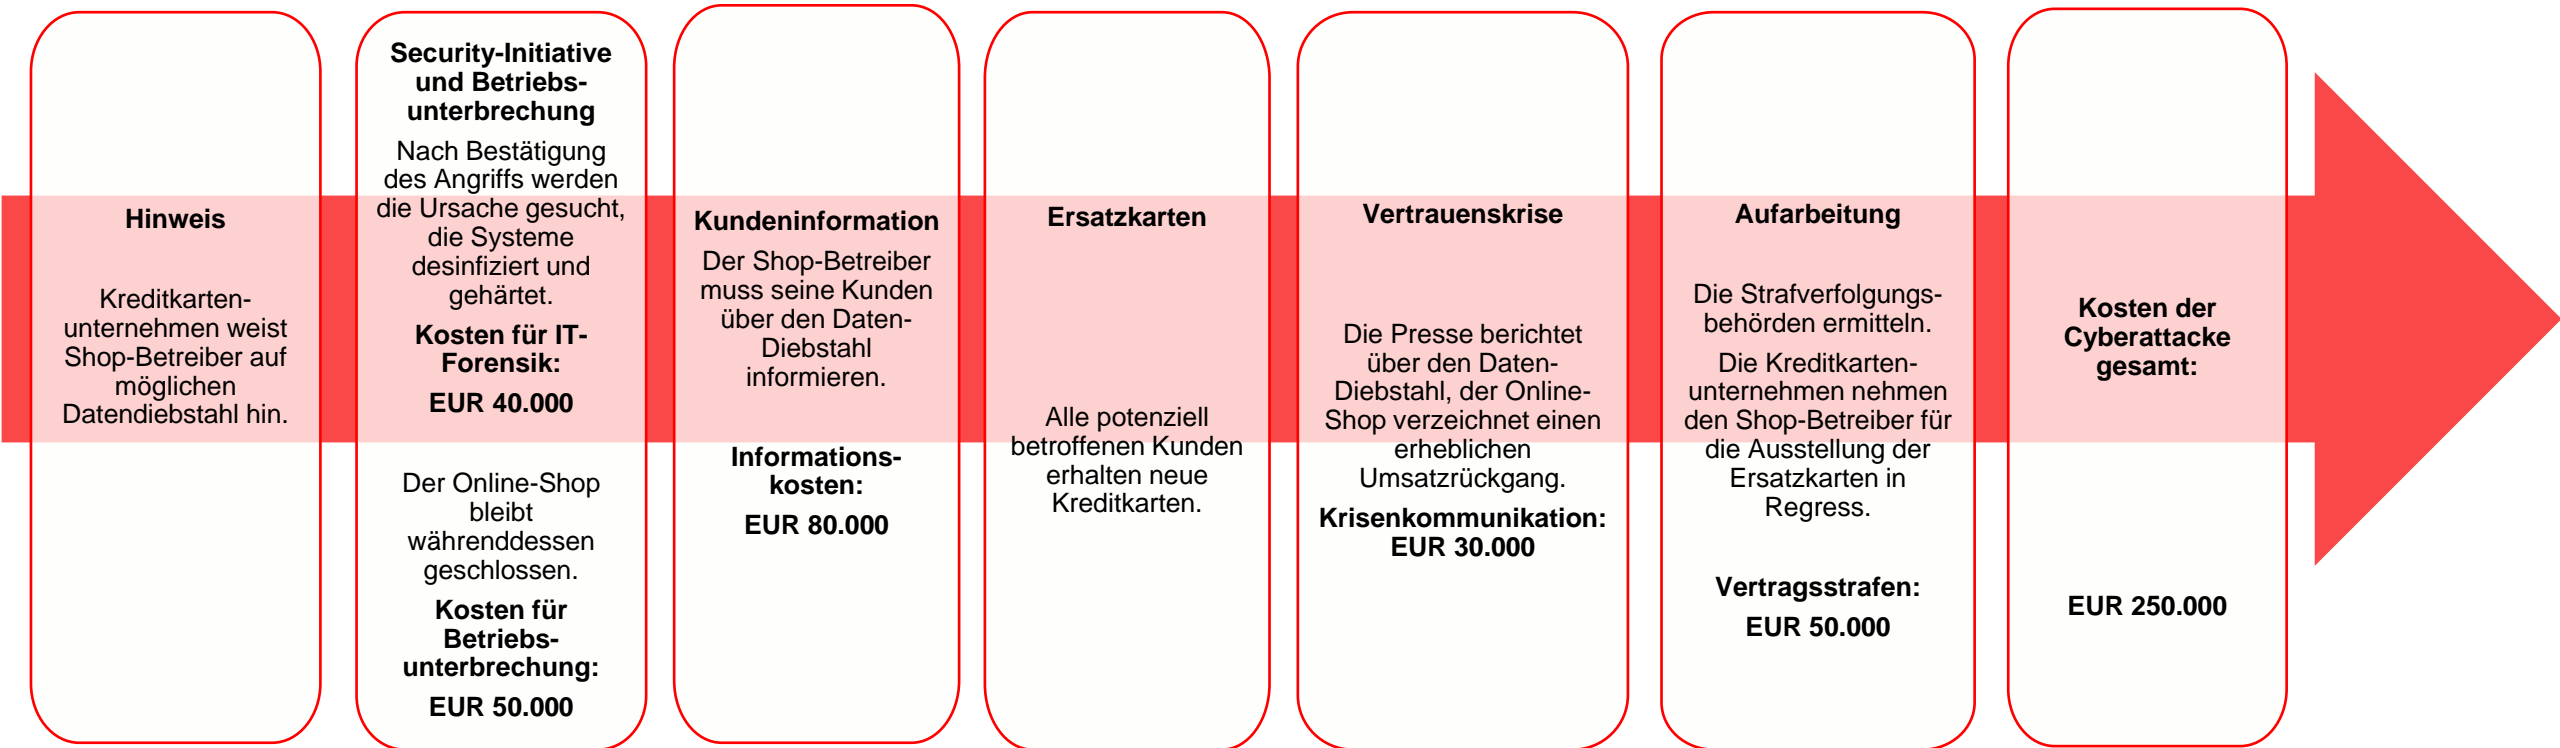 Hinweis
Kreditkarten-
unternehmen weist
Shop-Betreiber auf
möglichen
Datendiebstahl hin.
Security-Initiative
und Betriebs-
unterbrechung
Nach Bestätigung
des Angriffs werden
die Ursache gesucht,
die Systeme
desinfiziert und
gehärtet.
Kosten für IT-
Forensik:
EUR 40.000
Der Online-Shop
bleibt
währenddessen
geschlossen.
Kosten für
Betriebs-
unterbrechung:
EUR 50.000
Kundeninformation
Der Shop-Betreiber
muss seine Kunden
über den Daten-
Diebstahl
informieren.
Informations-
kosten:
EUR 80.000
Ersatzkarten
Alle potenziell
betroffenen Kunden
erhalten neue
Kreditkarten.
Vertrauenskrise
Die Presse berichtet
über den Daten-
Diebstahl, der Online-
Shop verzeichnet einen
erheblichen
Umsatzrückgang.
Krisenkommunikation:
EUR 30.000
Aufarbeitung
Die Strafverfolgungs-
behörden ermitteln.
Die Kreditkarten-
unternehmen nehmen
den Shop-Betreiber für
die Ausstellung der
Ersatzkarten in
Regress.
Vertragsstrafen:
EUR 50.000
Kosten der
Cyberattacke
gesamt:
EUR 250.000